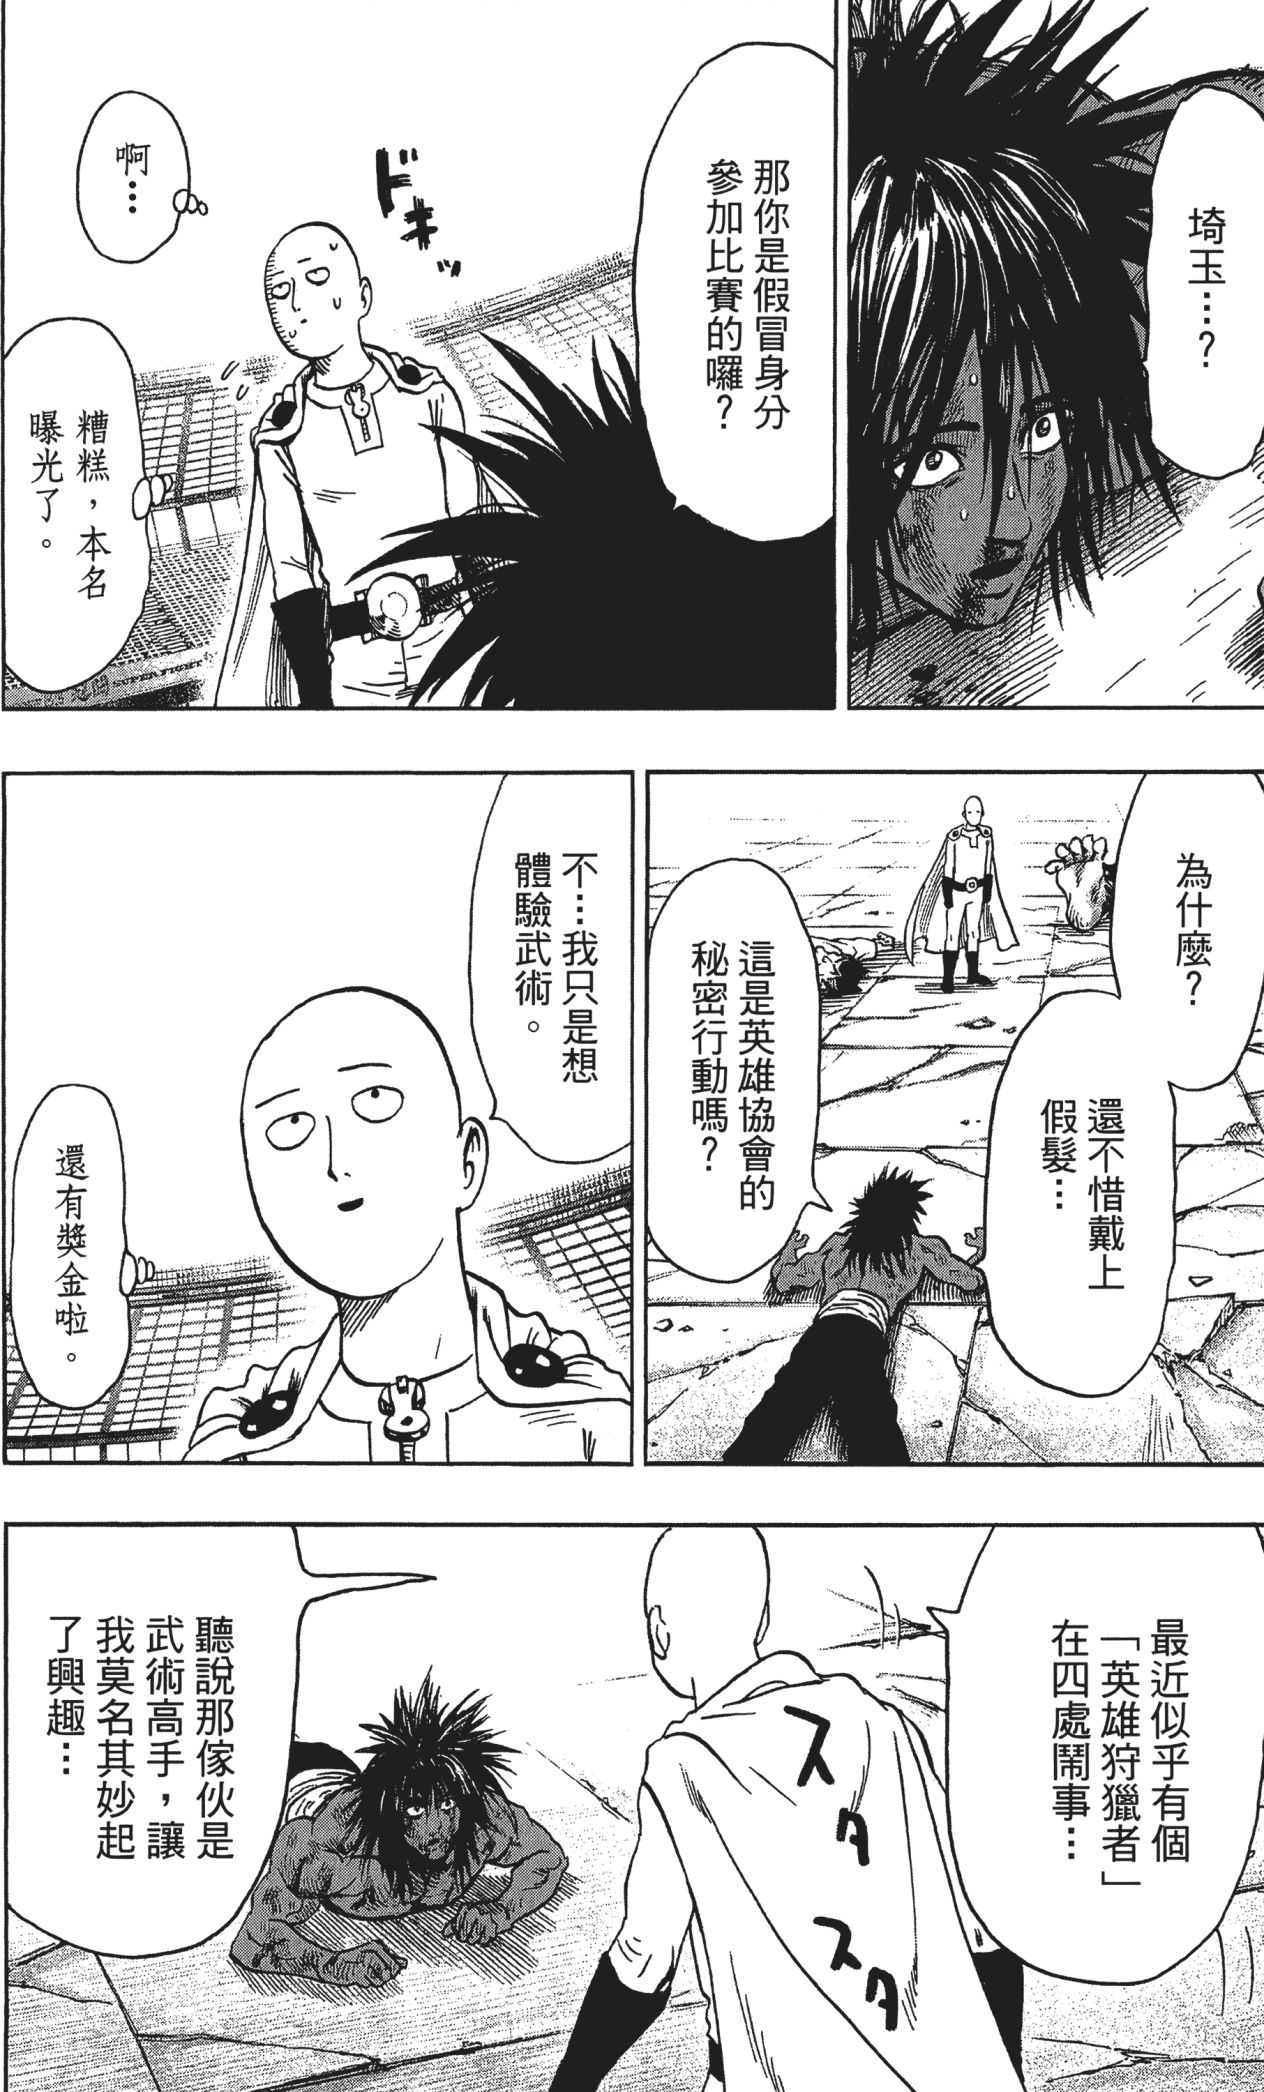 埼玉…？
那你是假冒身分
參加比賽的囉？
ドキッ
啊…
糟糕，本名
曝光了。
SUPER FIGHT
為什麼？
還不惜戴上
假髮…
這是英雄協會的
秘密行動嗎？
不…我只是想
體驗武術。
還有獎金啦。
最近似乎有個
「英雄狩獵者」
在四處鬧事…
スタ
スタ
聽說那傢伙是
武術高手，讓
我莫名其妙起
了興趣…